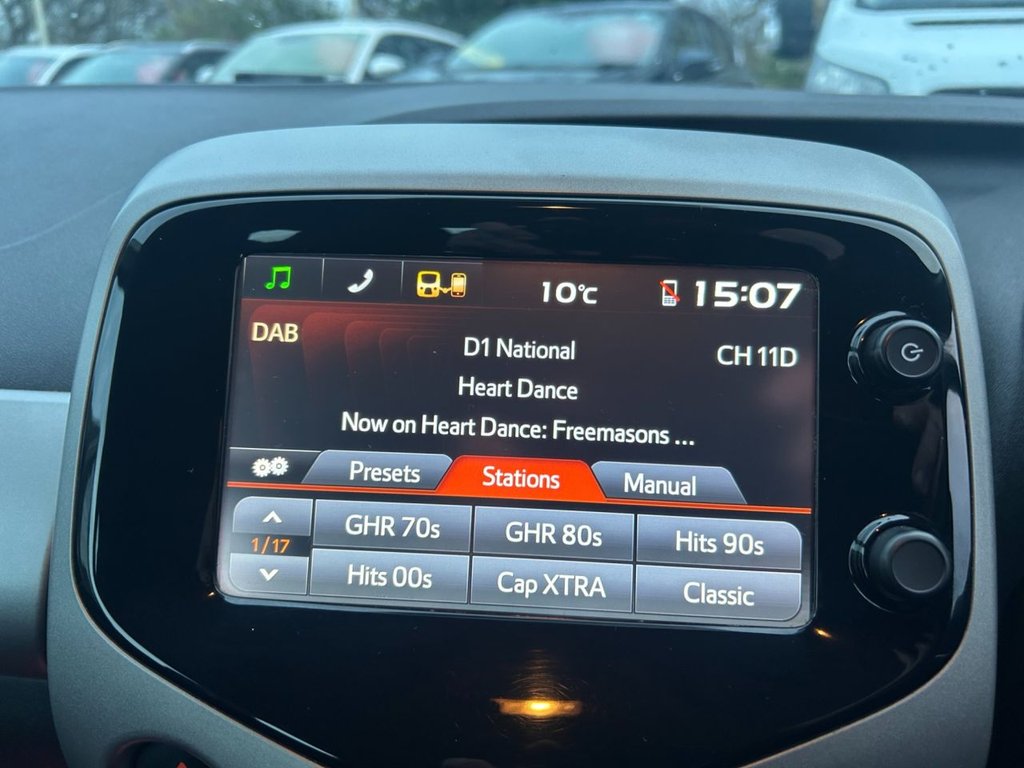 10°C
15:07
DAB
D1 National
CH 11D
Heart Dance
Now on Heart Dance: Freemasons ...
Presets
Stations
Manual
1/17
GHR 70s
GHR 80s
Hits 90s
Hits 00s
Cap XTRA
Classic